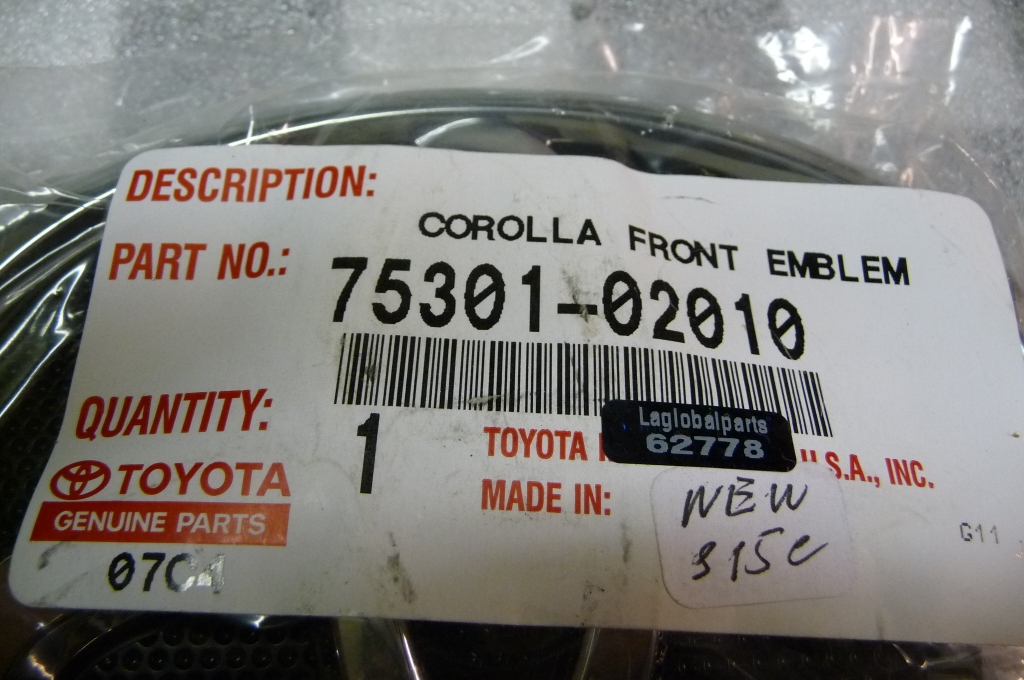 DESCRIPTION:
COROLLA FRONT EMBLEM
PART NO.:
75301-02010
QUANTITY:
1
TOYOTA
GENUINE PARTS
07C1
TOYOTA U.S.A., INC.
Laglobalparts
62778
MADE IN:
NEW
G11